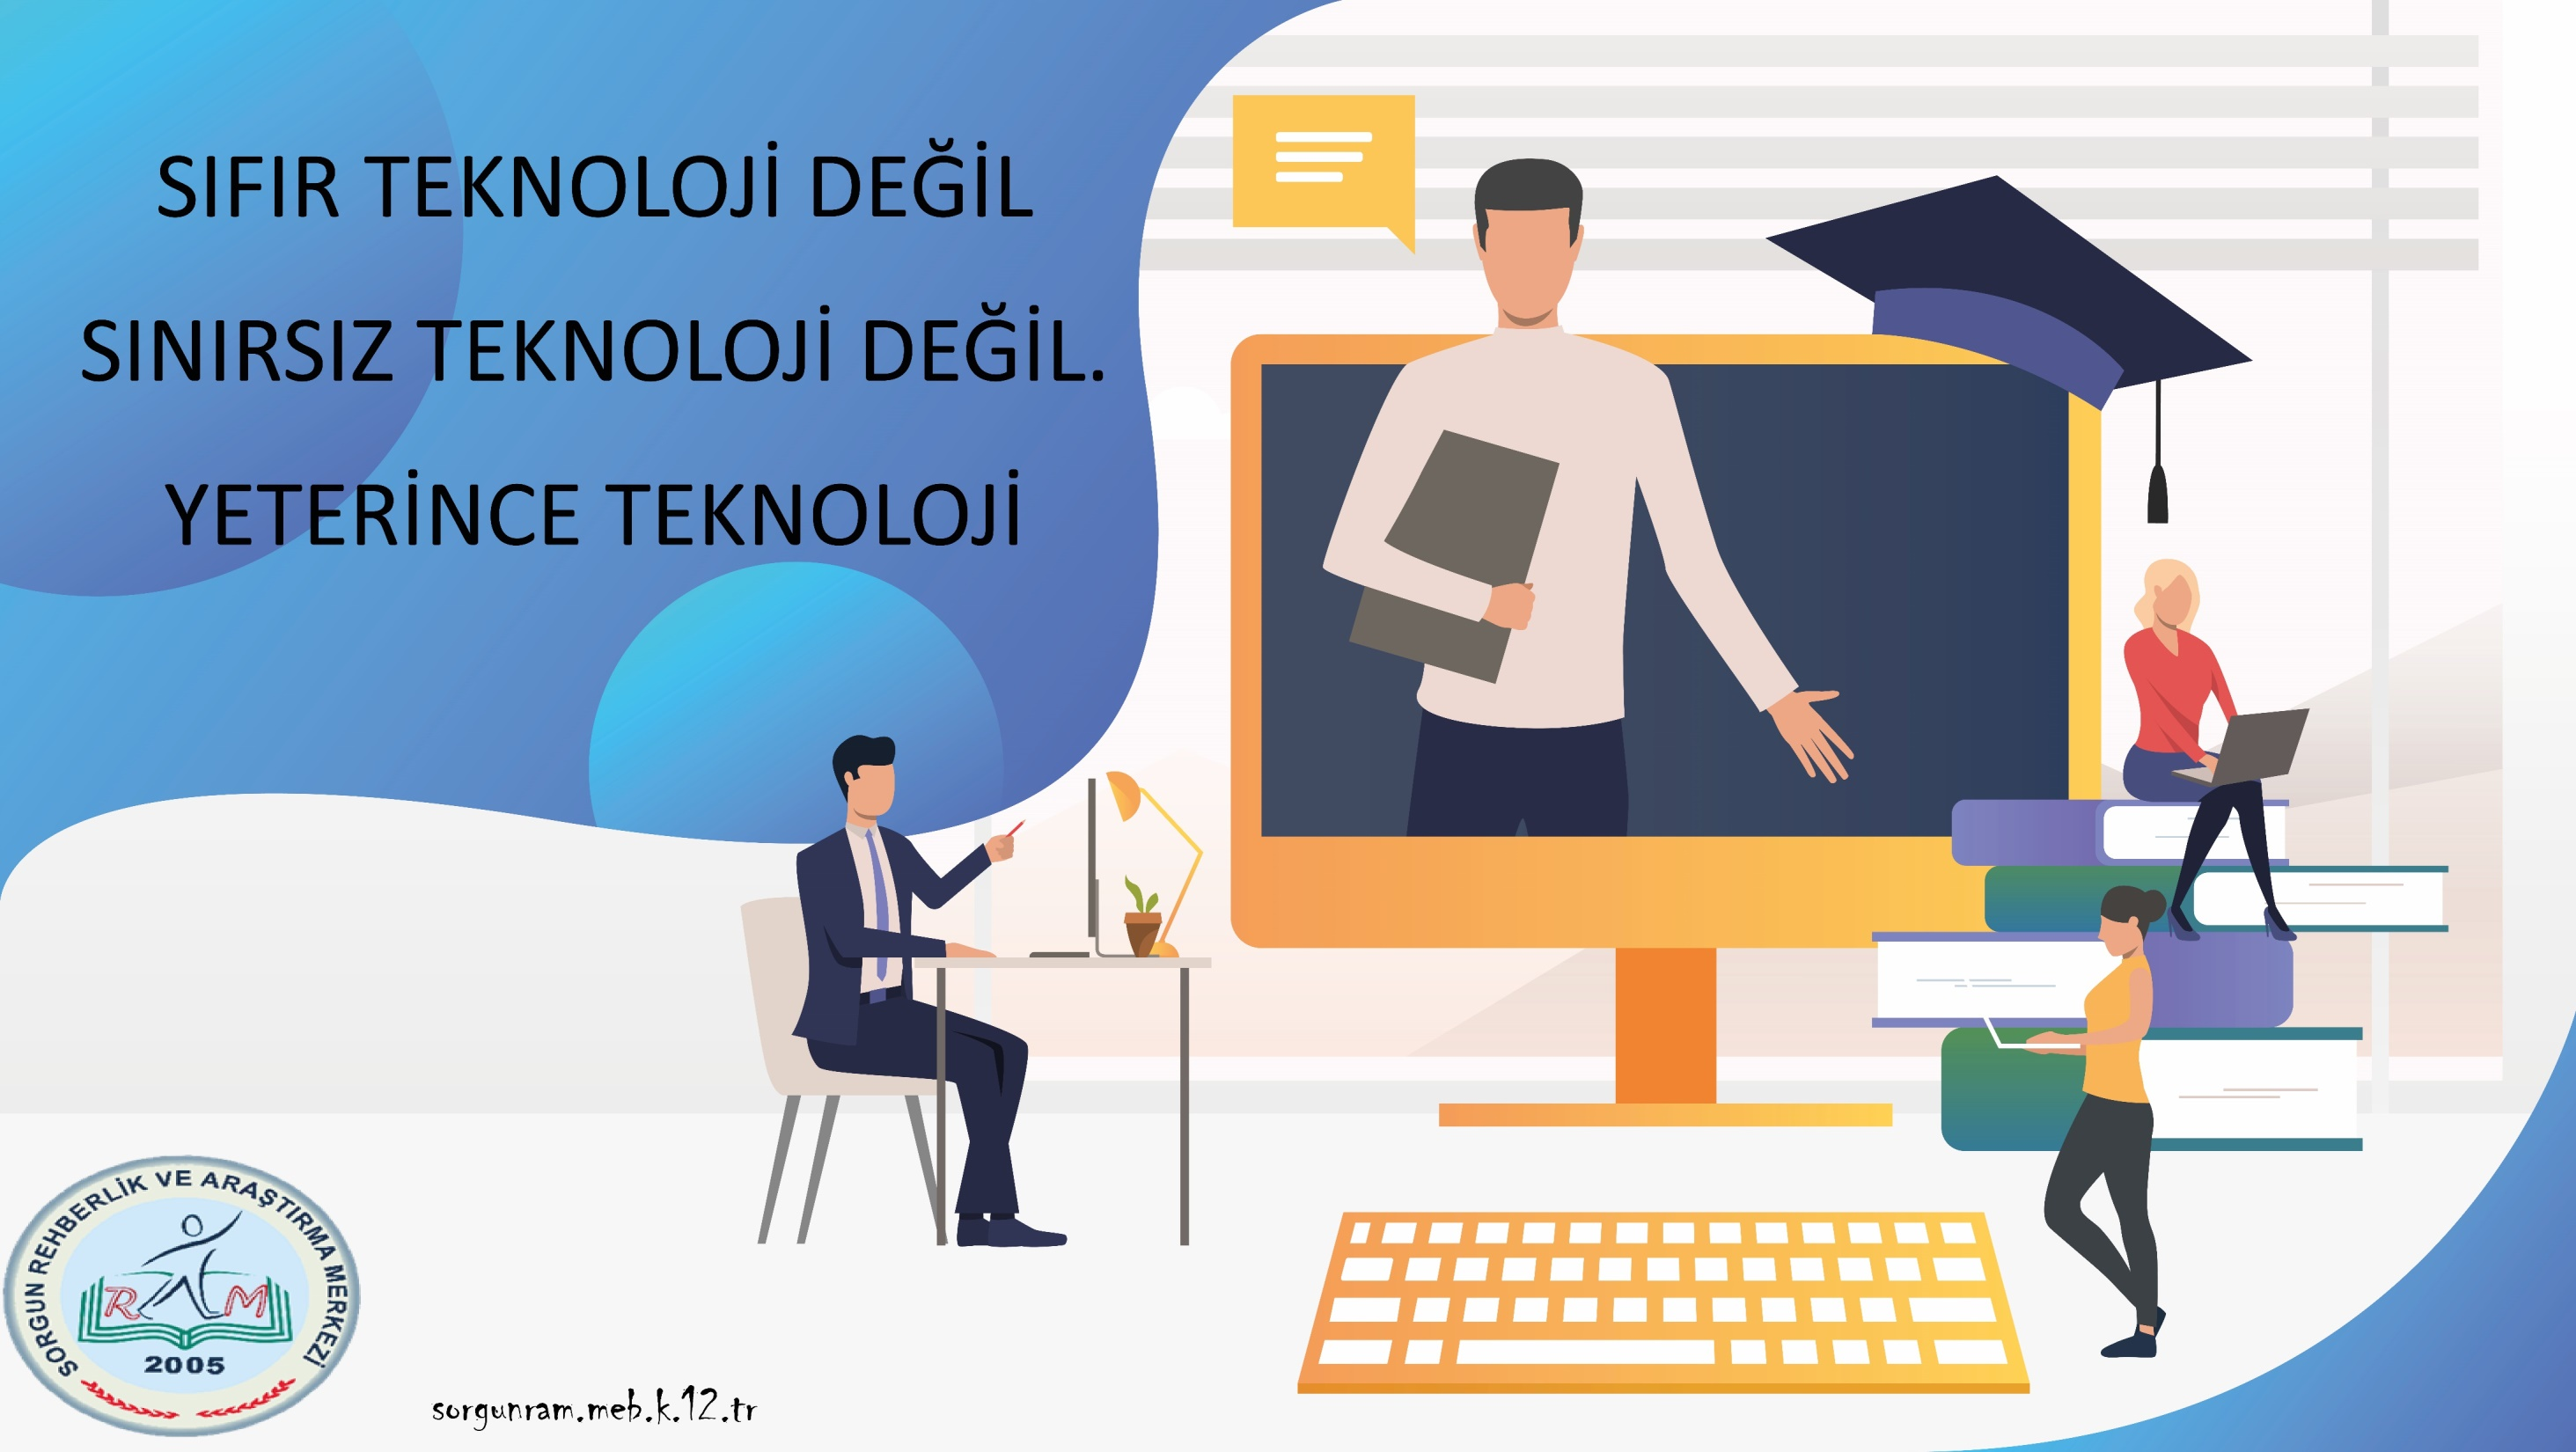 SIFIR TEKNOLOJİ DEĞİL
SINIRSIZ TEKNOLOJİ DEĞİL.
YETERİNCE TEKNOLOJİ
SORGUN REHBERLİK VE ARAŞTIRMA MERKEZİ
RAM
2005
sorgunram.meb.k.12.tr